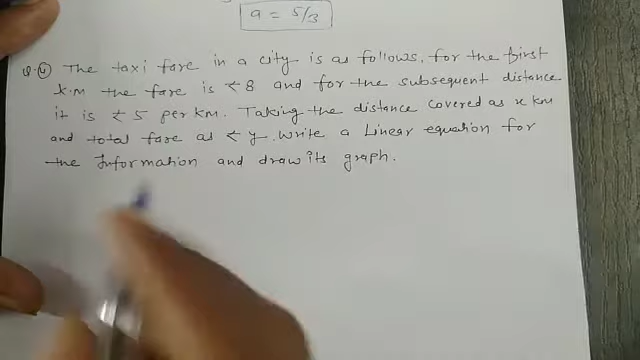 a = 5/3
Q.④ The taxi fare in a city is as follows. for the first
K.M the fare is ₹ 8 and for the subsequent distance
it is ₹ 5 per KM. Taking the distance covered as x KM
and total fare as ₹ y. Write a Linear equation for
the Information and draw its graph.